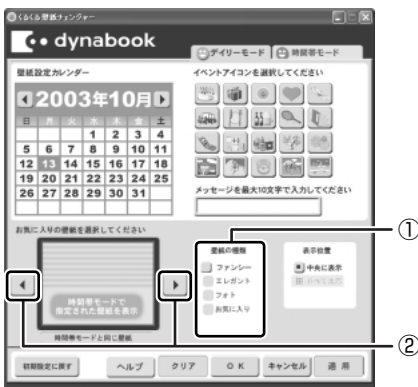 くるくる壁紙チェンジャー
dynabook
デイリーモード
時間帯モード
壁紙設定カレンダー
イベントアイコンを選択してください
2003年10月
日 月 火 水 木 金 土
1 2 3 4
5 6 7 8 9 10 11
12 13 14 15 16 17 18
19 20 21 22 23 24 25
26 27 28 29 30 31
メッセージを最大10文字で入力してください
お気に入りの壁紙を選択してください
壁紙の種類
表示位置
ファンシー
エレガント
フォト
お気に入り
中央に表示
並べて表示
時間帯モードで
指定された壁紙を表示
時間帯モードと同じ壁紙
初期設定に戻す
ヘルプ
クリア
OK
キャンセル
適用
①
②